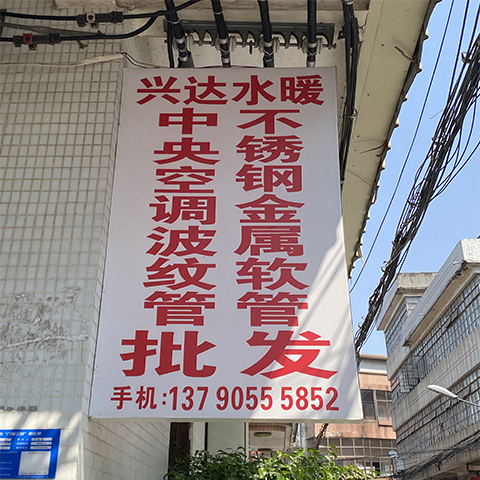 兴达水暖
中央空调波纹管
不锈钢金属软管
批发
手机:137 9055 5852